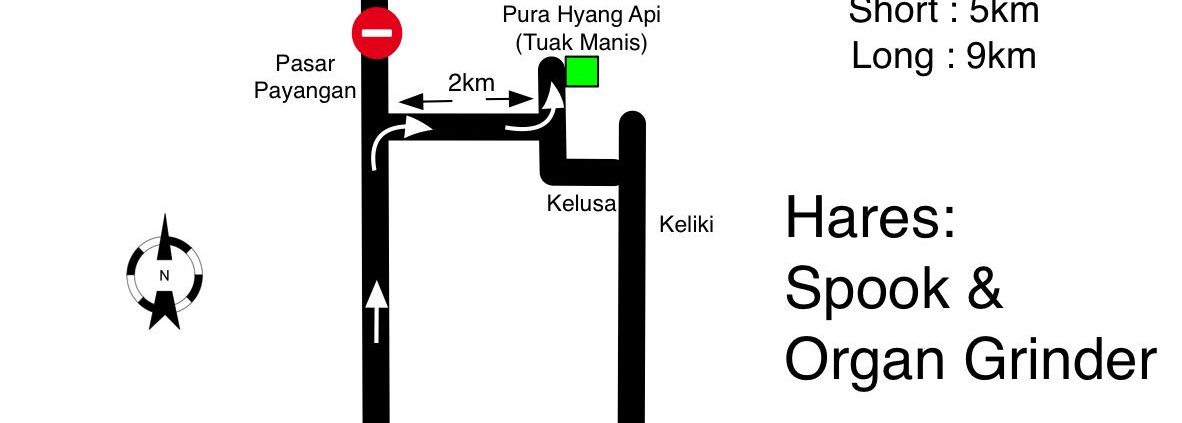 Pura Hyang Api
(Tuak Manis)
Short : 5km
Long : 9km
Pasar
Payangan
2km
Kelusa
Keliki
N
Hares:
Spook &
Organ Grinder